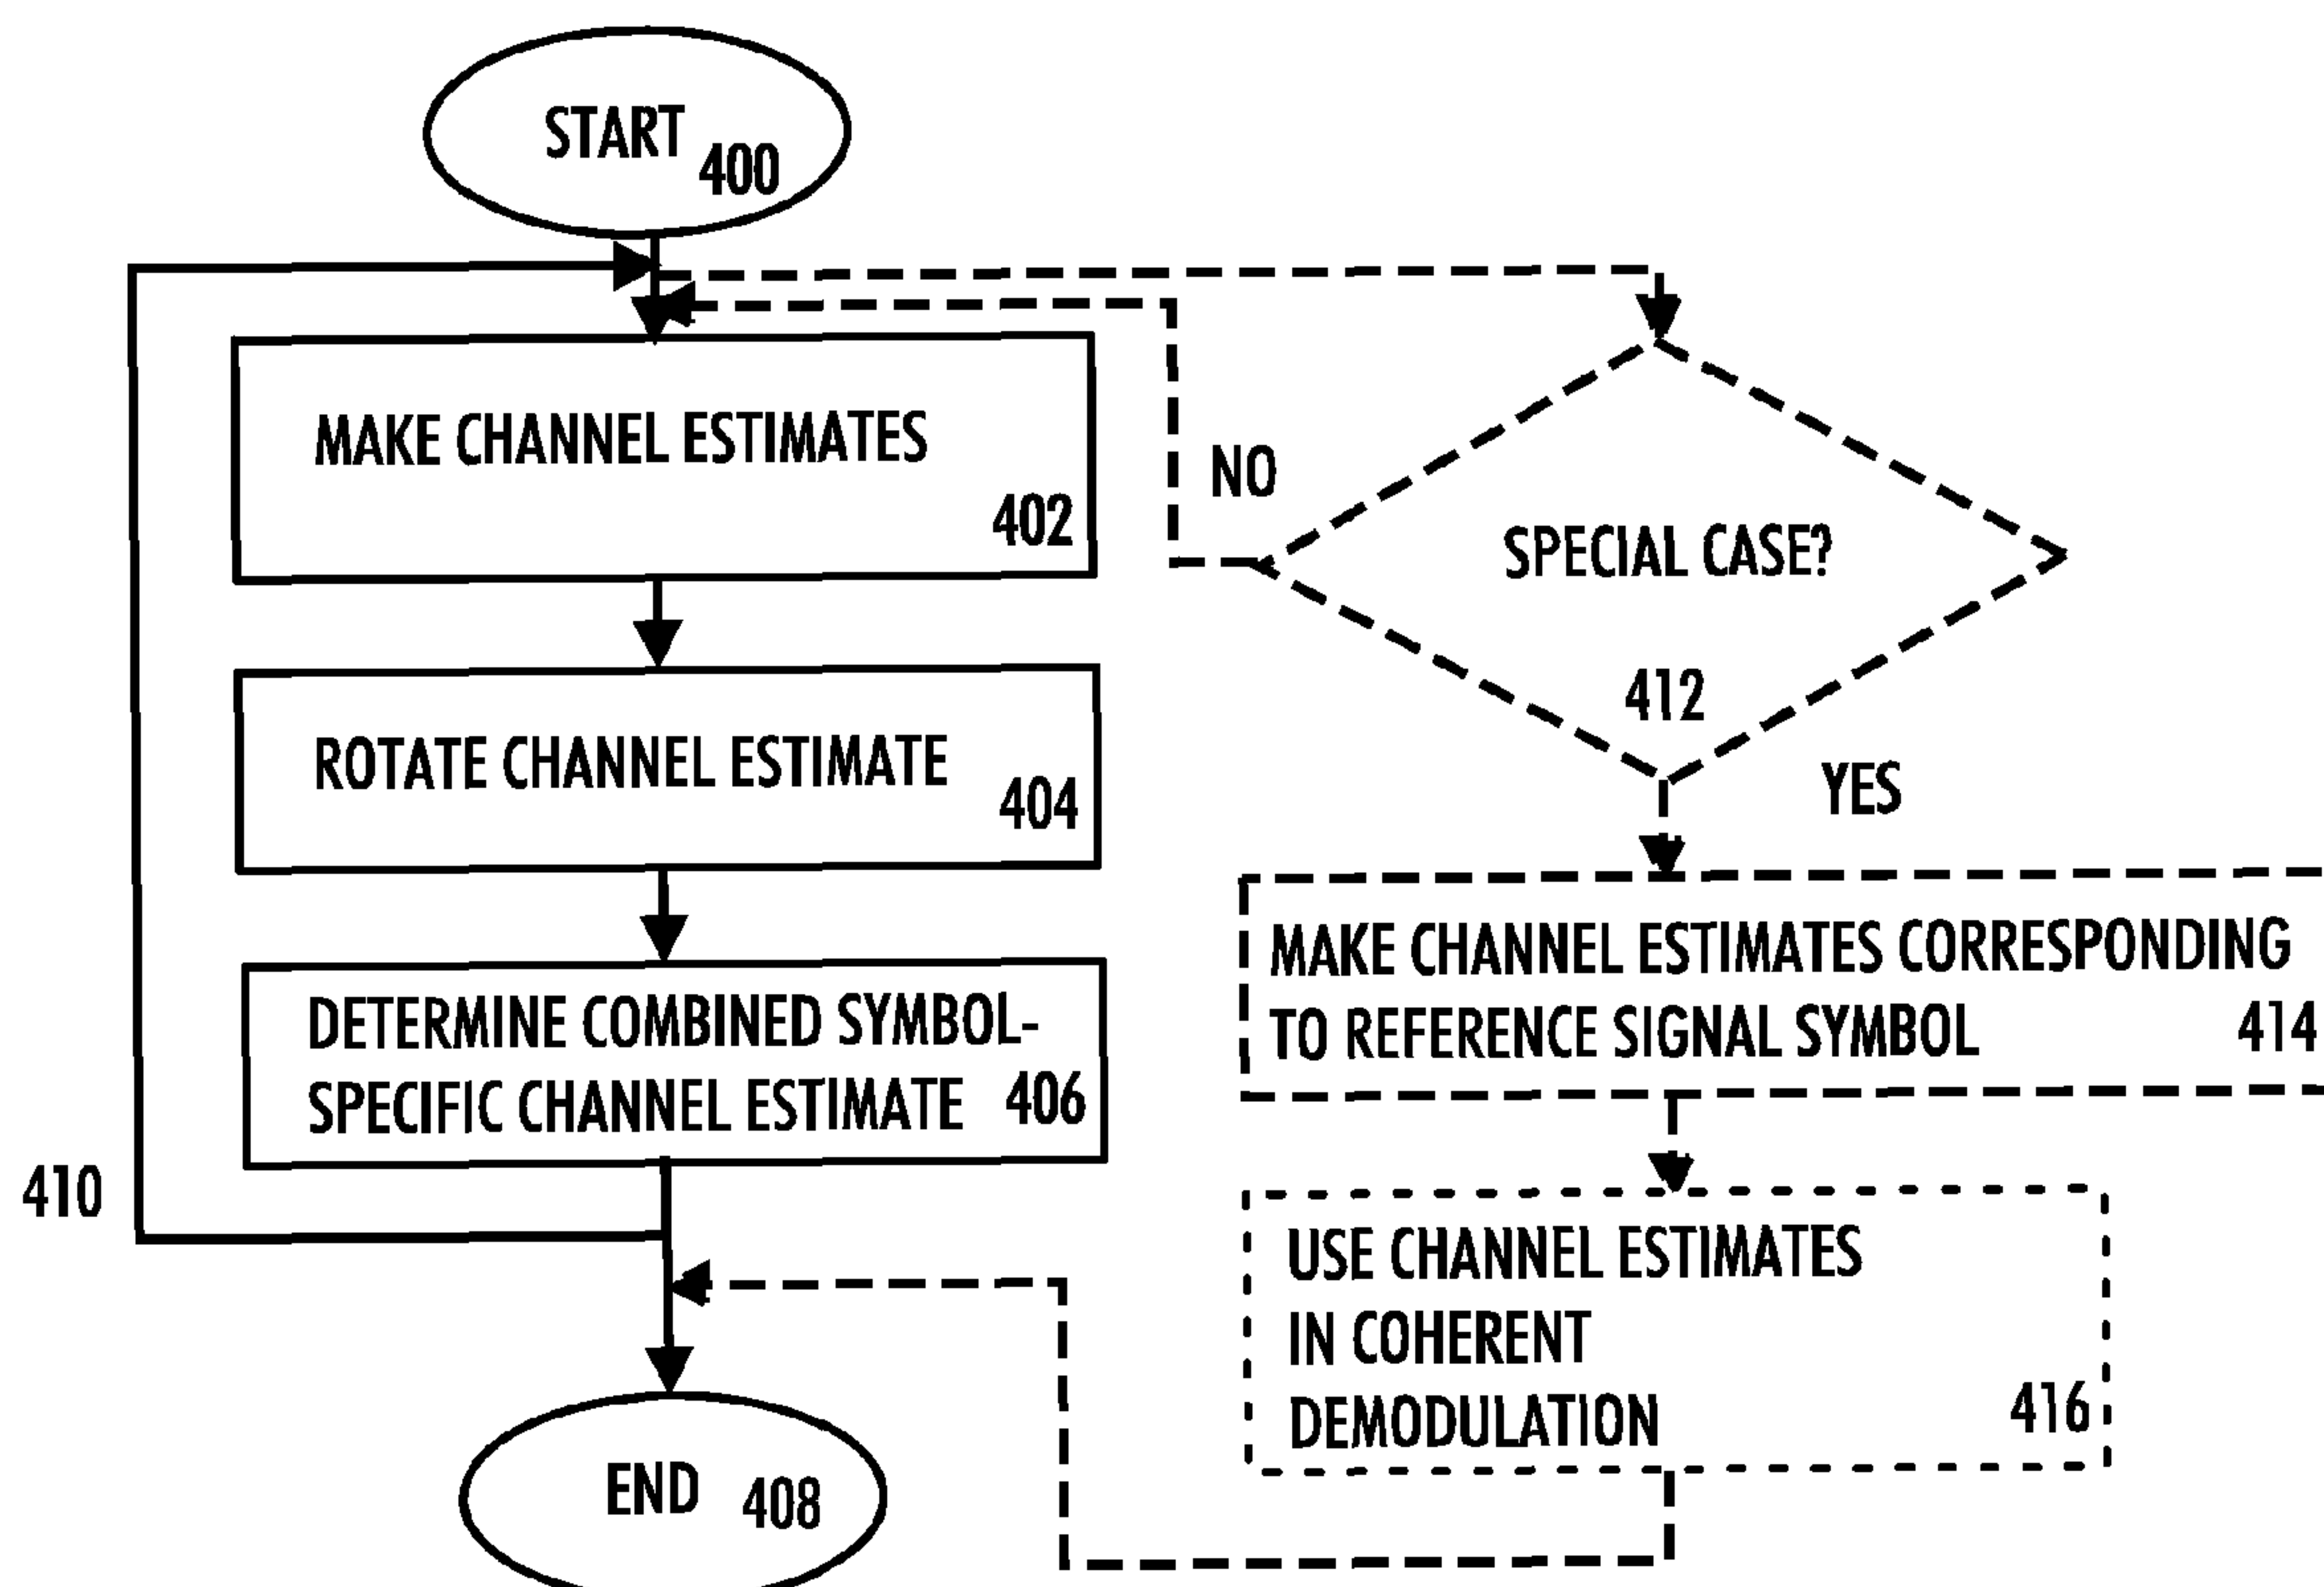 START
400
MAKE CHANNEL ESTIMATES
402
ROTATE CHANNEL ESTIMATE
404
DETERMINE COMBINED SYMBOL-
SPECIFIC CHANNEL ESTIMATE 406
410
END 408
NO
SPECIAL CASE?
412
YES
MAKE CHANNEL ESTIMATES CORRESPONDING
TO REFERENCE SIGNAL SYMBOL 414
USE CHANNEL ESTIMATES
IN COHERENT
DEMODULATION 416